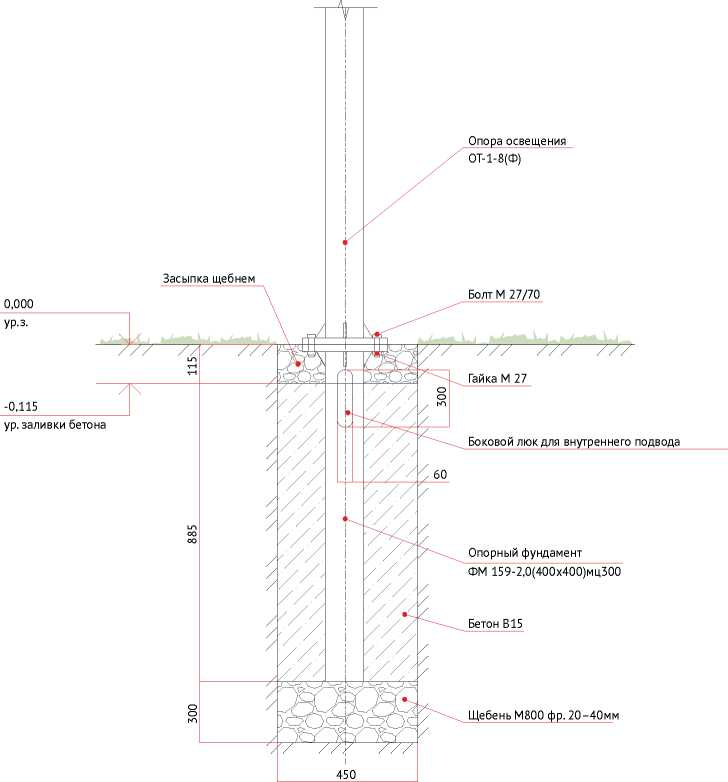 Опора освещения
ОТ-1-8(Ф)
Засыпка щебнем
Болт М 27/70
0,000
ур.з.
115
Гайка М 27
300
-0,115
ур. заливки бетона
Боковой люк для внутреннего подвода
60
885
Опорный фундамент
ФМ 159-2,0(400х400)мц300
Бетон В15
300
Щебень М800 фр. 20–40мм
450